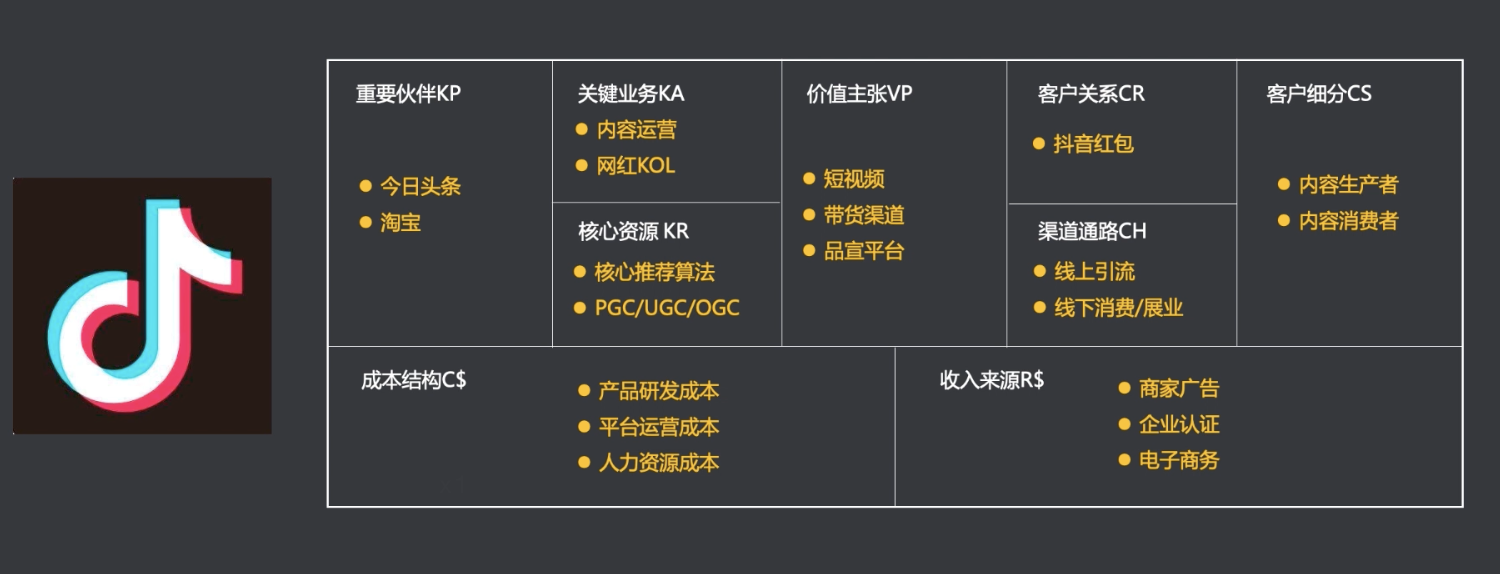 重要伙伴KP
今日头条
淘宝
关键业务KA
内容运营
网红KOL
核心资源 KR
核心推荐算法
PGC/UGC/OGC
价值主张VP
短视频
带货渠道
品宣平台
客户关系CR
抖音红包
渠道通路CH
线上引流
线下消费/展业
客户细分CS
内容生产者
内容消费者
成本结构C$
产品研发成本
平台运营成本
人力资源成本
收入来源R$
商家广告
企业认证
电子商务